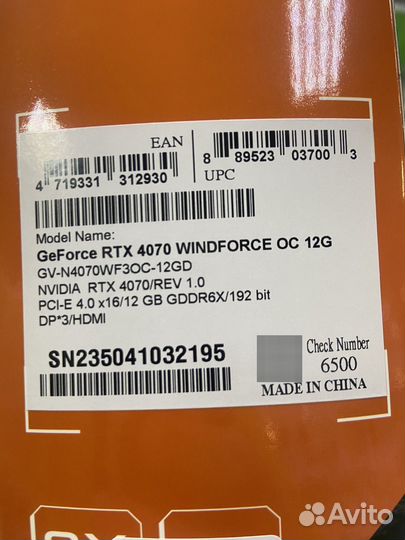 EAN
4 719331 312930
8 89523 03700 3
UPC
Model Name:
GeForce RTX 4070 WINDFORCE OC 12G
GV-N4070WF3OC-12GD
NVIDIA RTX 4070/REV 1.0
PCI-E 4.0 x16/12 GB GDDR6X/192 bit
DP*3/HDMI
SN235041032195
Check Number
6500
MADE IN CHINA
Avito